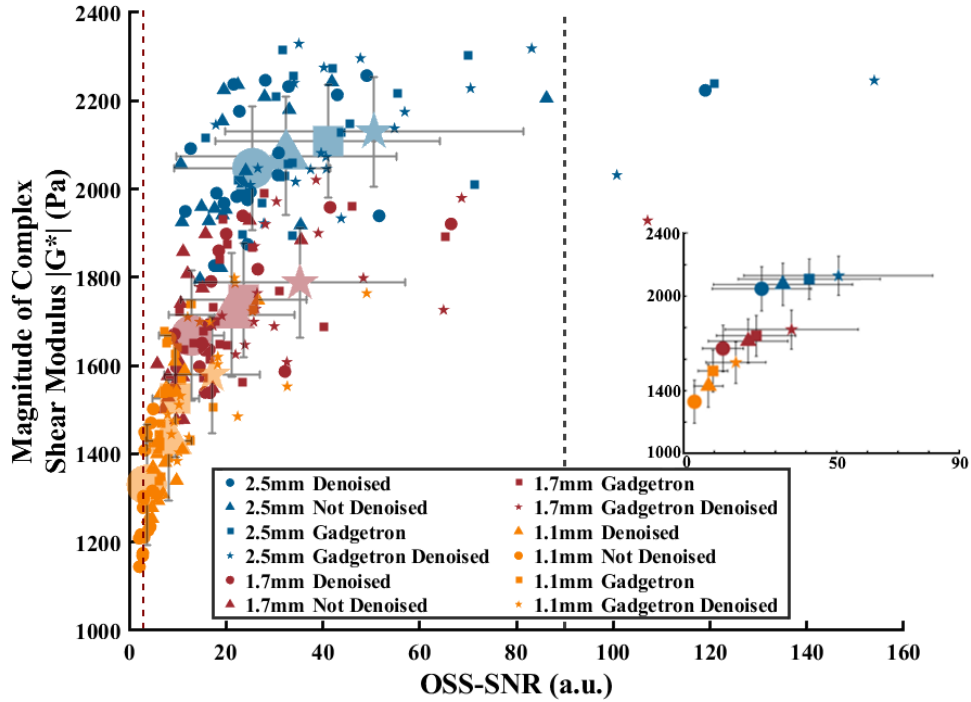 Magnitude of Complex
Shear Modulus |G*| (Pa)
2400
2200
2000
1800
1600
1400
1200
1000
0
20
40
60
80
100
120
140
160
OSS-SNR (a.u.)
2400
2000
1400
1000
0
50
90
2.5mm Denoised
2.5mm Not Denoised
2.5mm Gadgetron
2.5mm Gadgetron Denoised
1.7mm Denoised
1.7mm Not Denoised
1.7mm Gadgetron
1.7mm Gadgetron Denoised
1.1mm Denoised
1.1mm Not Denoised
1.1mm Gadgetron
1.1mm Gadgetron Denoised